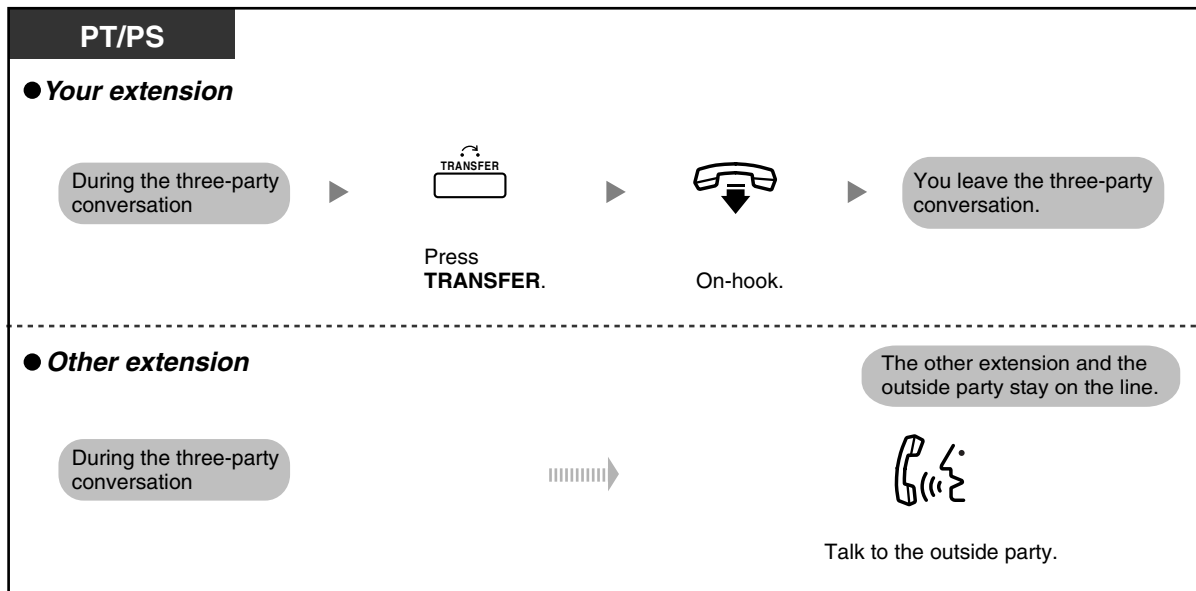 PT/PS
Your extension
During the three-party
conversation
TRANSFER
Press
TRANSFER.
On-hook.
You leave the three-party
conversation.
Other extension
During the three-party
conversation
The other extension and the
outside party stay on the line.
Talk to the outside party.